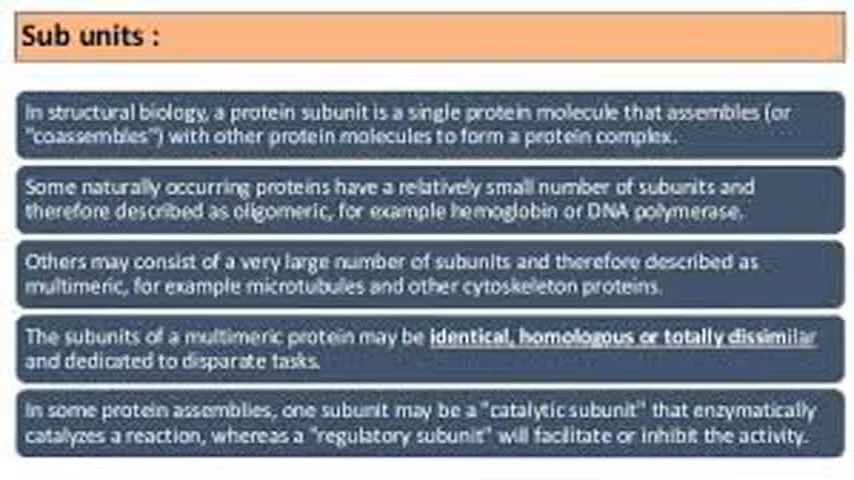 Sub units :
In structural biology, a protein subunit is a single protein molecule that assembles (or
"coassembles") with other protein molecules to form a protein complex.
Some naturally occurring proteins have a relatively small number of subunits and
therefore described as oligomeric, for example hemoglobin or DNA polymerase.
Others may consist of a very large number of subunits and therefore described as
multimeric, for example microtubules and other cytoskeleton proteins.
The subunits of a multimeric protein may be identical, homologous or totally dissimilar
and dedicated to disparate tasks.
In some protein assemblies, one subunit may be a "catalytic subunit" that enzymatically
catalyzes a reaction, whereas a "regulatory subunit" will facilitate or inhibit the activity.